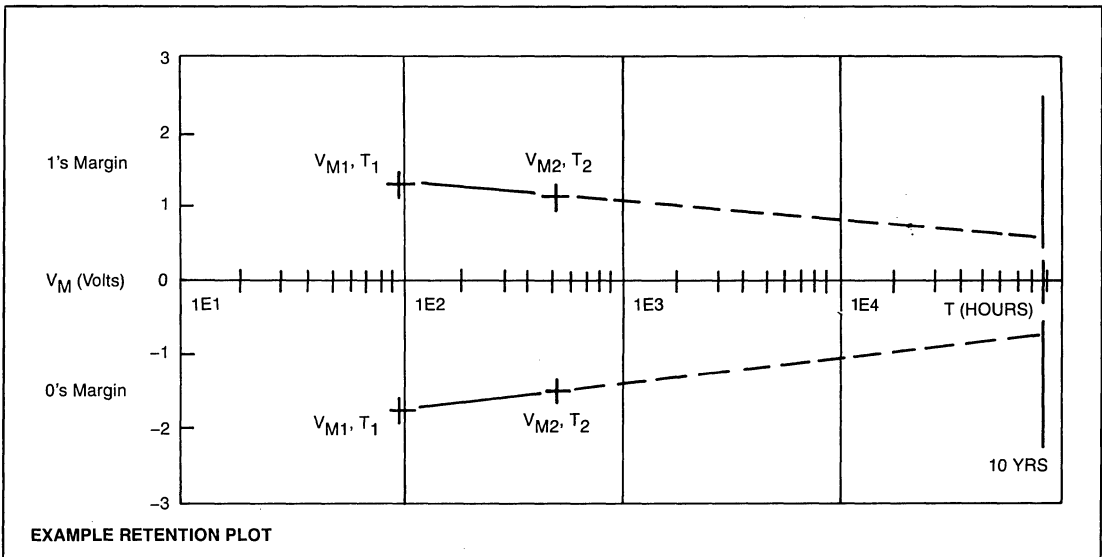 3
2
1's Margin
V_M1, T_1
V_M2, T_2
1
V_M (Volts)
0
1E1
1E2
1E3
1E4
T (HOURS)
-1
0's Margin
V_M1, T_1
V_M2, T_2
-2
10 YRS
-3
EXAMPLE RETENTION PLOT